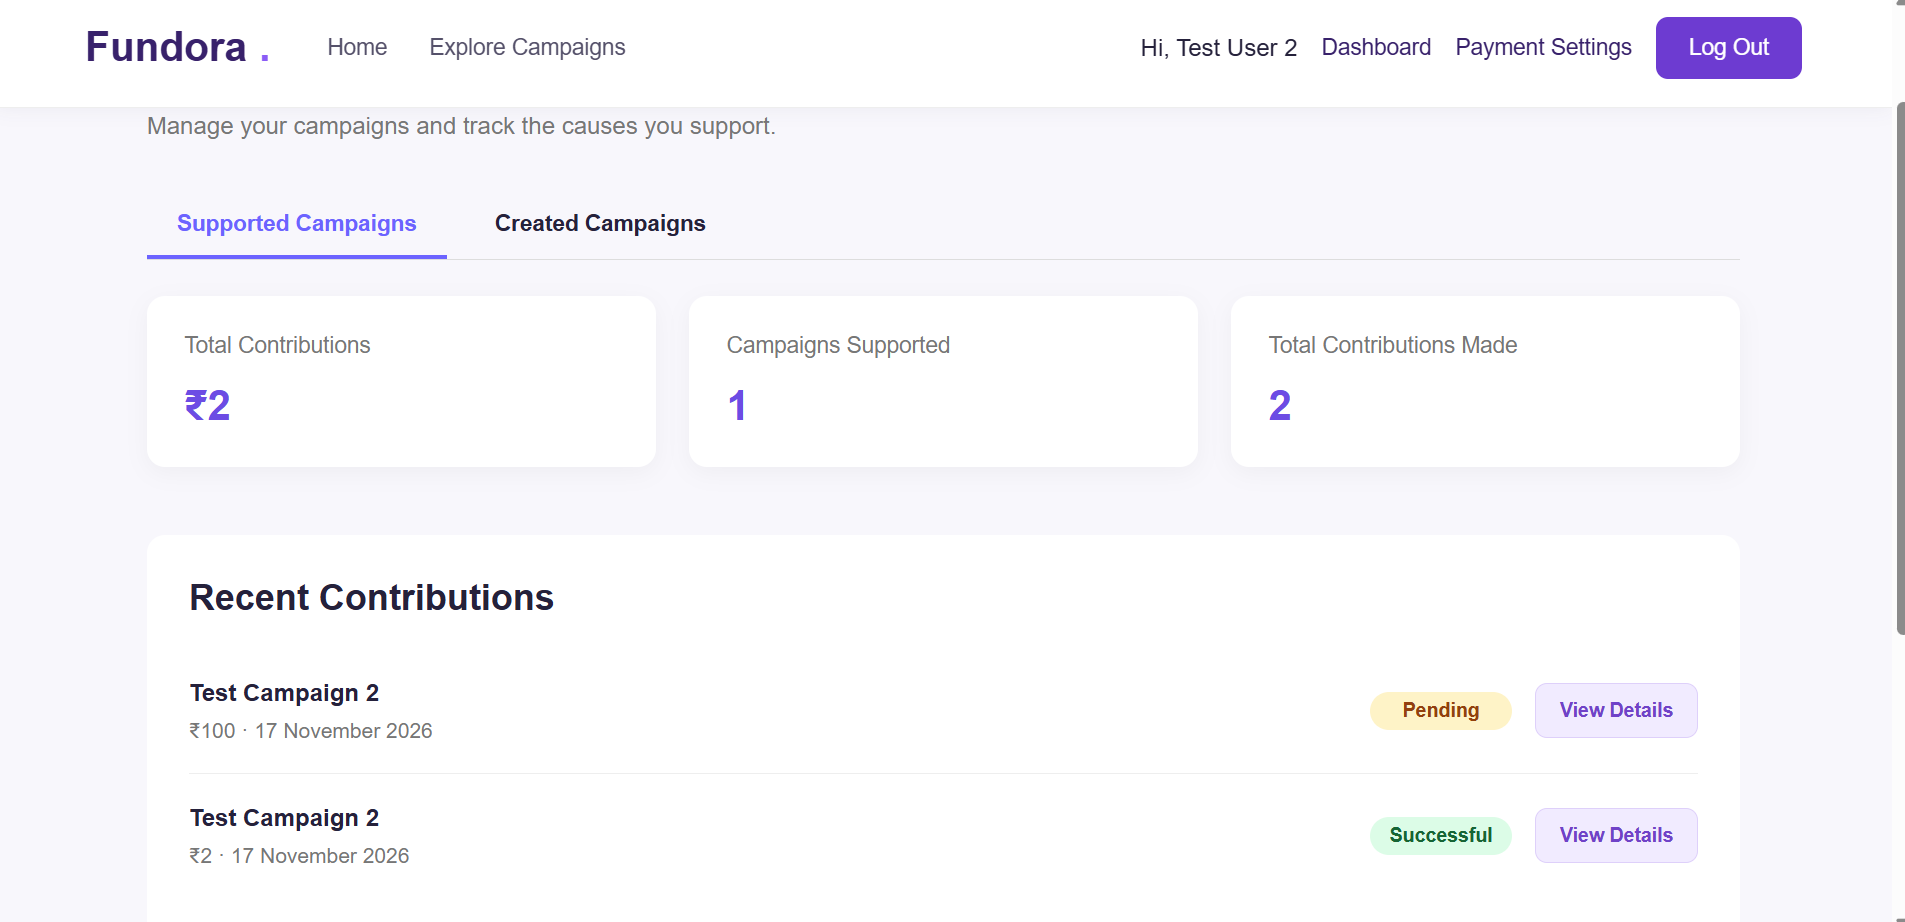 Fundora .
Home
Explore Campaigns
Hi, Test User 2
Dashboard
Payment Settings
Log Out
Manage your campaigns and track the causes you support.
Supported Campaigns
Created Campaigns
Total Contributions
₹2
Campaigns Supported
1
Total Contributions Made
2
Recent Contributions
Test Campaign 2
₹100 · 17 November 2026
Pending
View Details
Test Campaign 2
₹2 · 17 November 2026
Successful
View Details